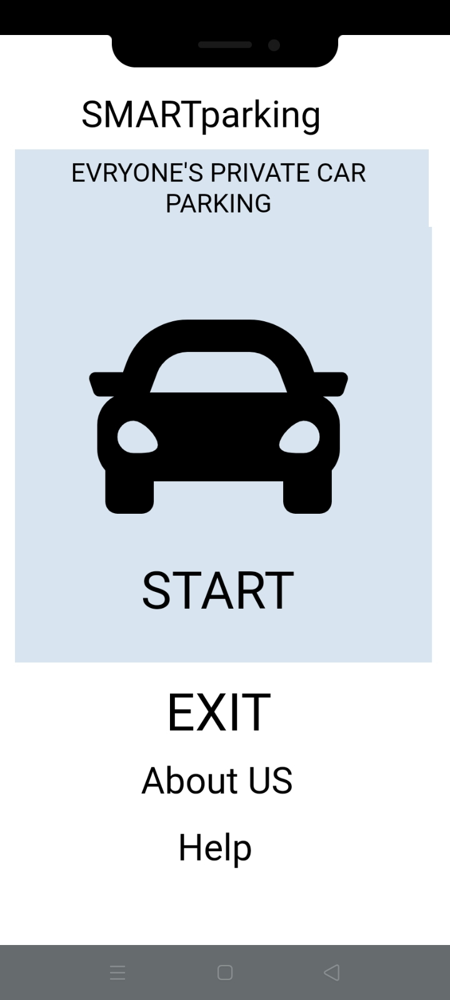 SMARTparking
EVRYONE'S PRIVATE CAR
PARKING
START
EXIT
About US
Help